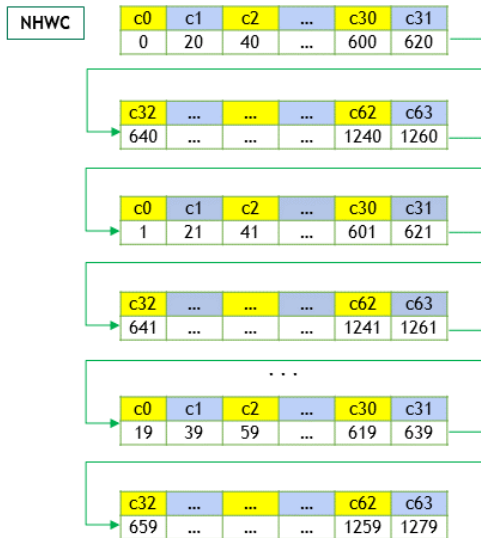 NHWC
c0 c1 c2 ... c30 c31
0 20 40 ... 600 620
c32 ... ... ... c62 c63
640 ... ... ... 1240 1260
c0 c1 c2 ... c30 c31
1 21 41 ... 601 621
c32 ... ... ... c62 c63
641 ... ... ... 1241 1261
. . .
c0 c1 c2 ... c30 c31
19 39 59 ... 619 639
c32 ... ... ... c62 c63
659 ... ... ... 1259 1279